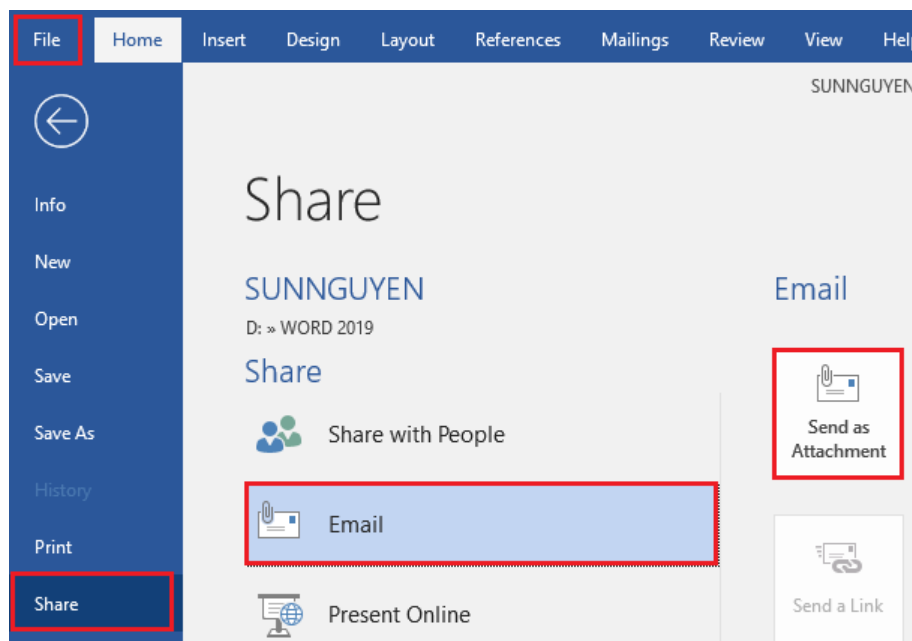 File Home Insert Design Layout References Mailings Review View Hel
SUNNGUYEN
Info
New
Open
Save
Save As
History
Print
Share
Share
SUNNGUYEN
D: » WORD 2019
Share
Share with People
Email
Present Online
Email
Send as
Attachment
Send a Link